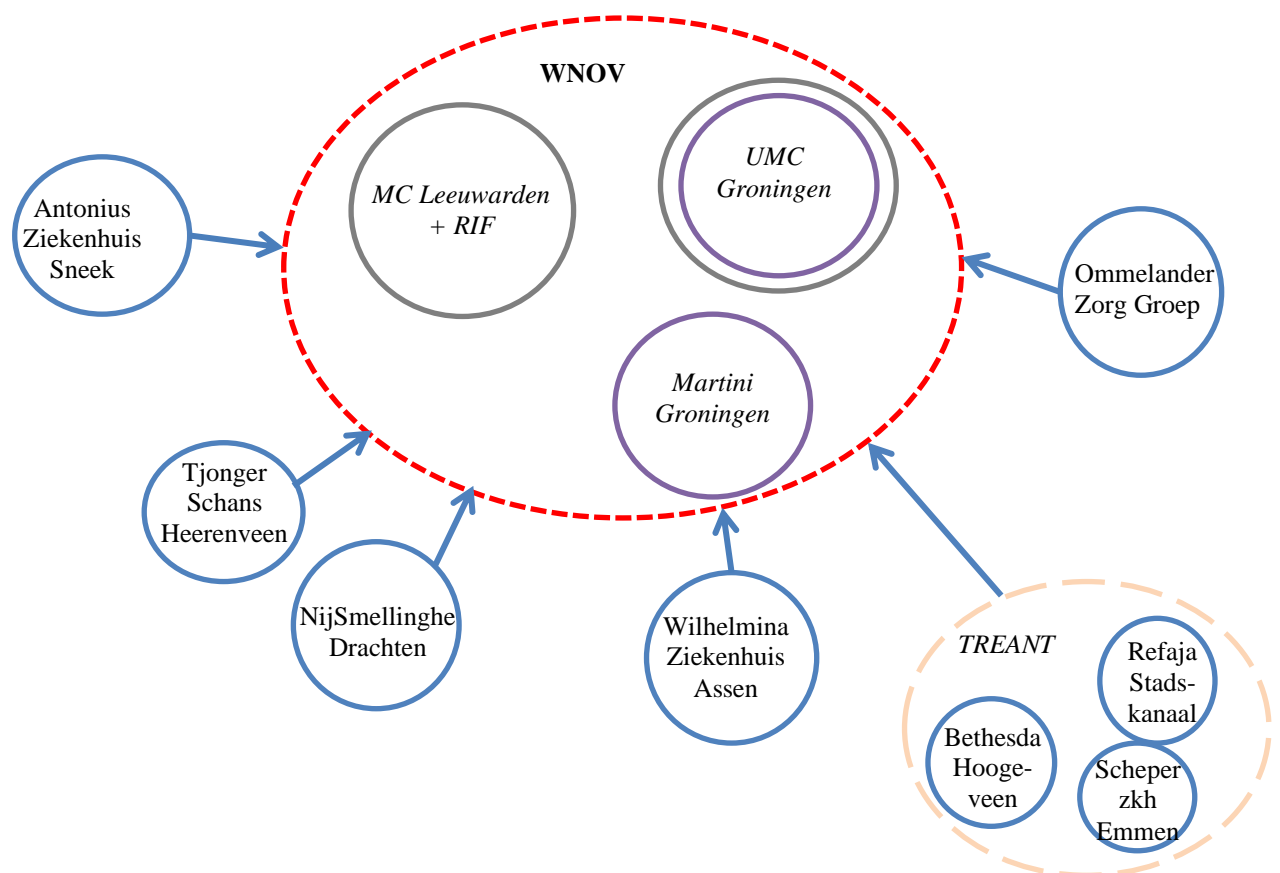 WNOV
MC Leeuwarden
+ RIF
UMC
Groningen
Antonius
Ziekenhuis
Sneek
Ommelander
Zorg Groep
Martini
Groningen
Tjonger
Schans
Heerenveen
NijSmellinghe
Drachten
Wilhelmina
Ziekenhuis
Assen
TREANT
Refaja
Stads-
kanaal
Bethesda
Hooge-
veen
Scheper
zkh
Emmen